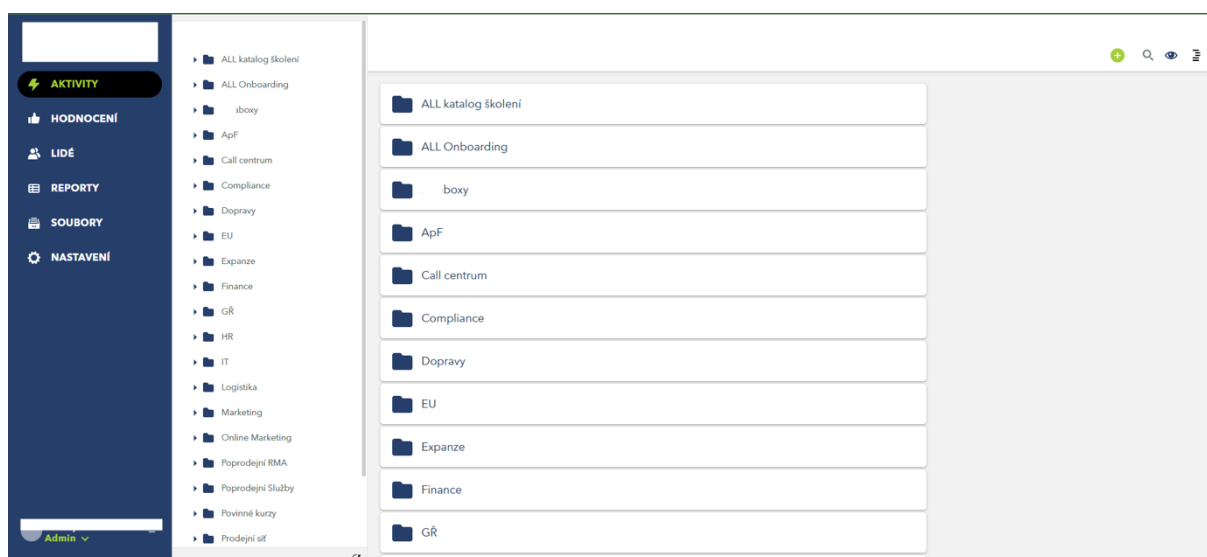 AKTIVITY
HODNOCENÍ
LIDÉ
REPORTY
SOUBORY
NASTAVENÍ
Admin
ALL katalog školení
ALL Onboarding
boxy
ApF
Call centrum
Compliance
Dopravy
EU
Expanze
Finance
GŘ
HR
IT
Logistika
Marketing
Online Marketing
Poprodejní RMA
Poprodejní Služby
Povinné kurzy
Prodejní síť
ALL katalog školení
ALL Onboarding
boxy
ApF
Call centrum
Compliance
Dopravy
EU
Expanze
Finance
GŘ